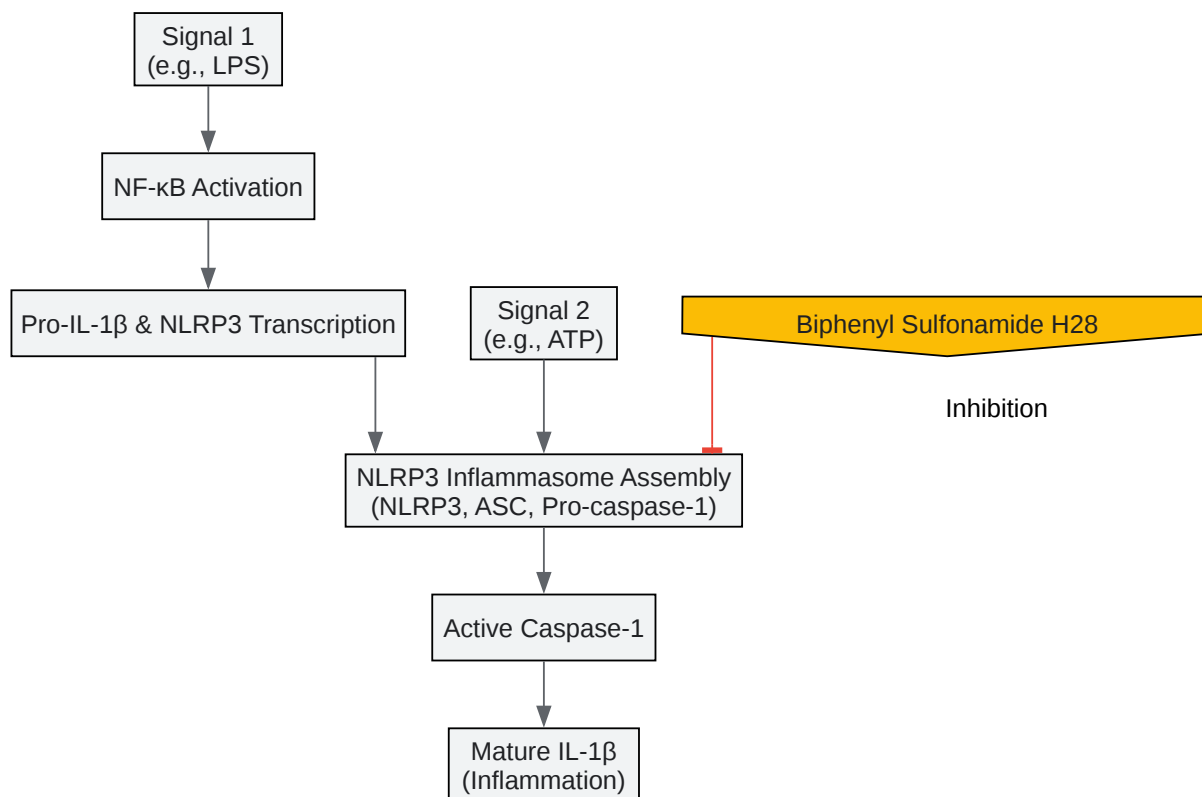 Signal 1
(e.g., LPS)
NF-κB Activation
Pro-IL-1β & NLRP3 Transcription
Signal 2
(e.g., ATP)
Biphenyl Sulfonamide H28
Inhibition
NLRP3 Inflammasome Assembly
(NLRP3, ASC, Pro-caspase-1)
Active Caspase-1
Mature IL-1β
(Inflammation)